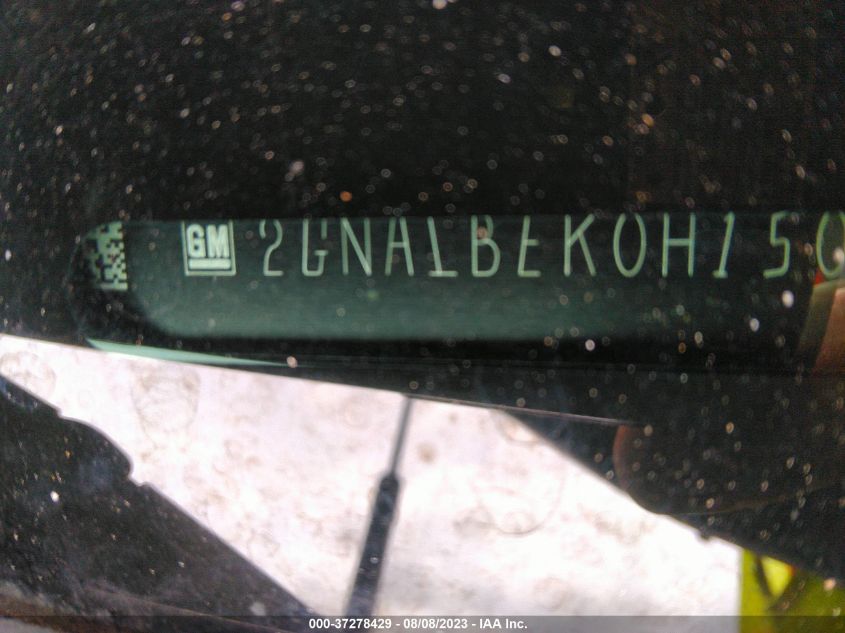 GM 2GNALBEK0H150
000-37278429 - 08/08/2023 - IAA Inc.